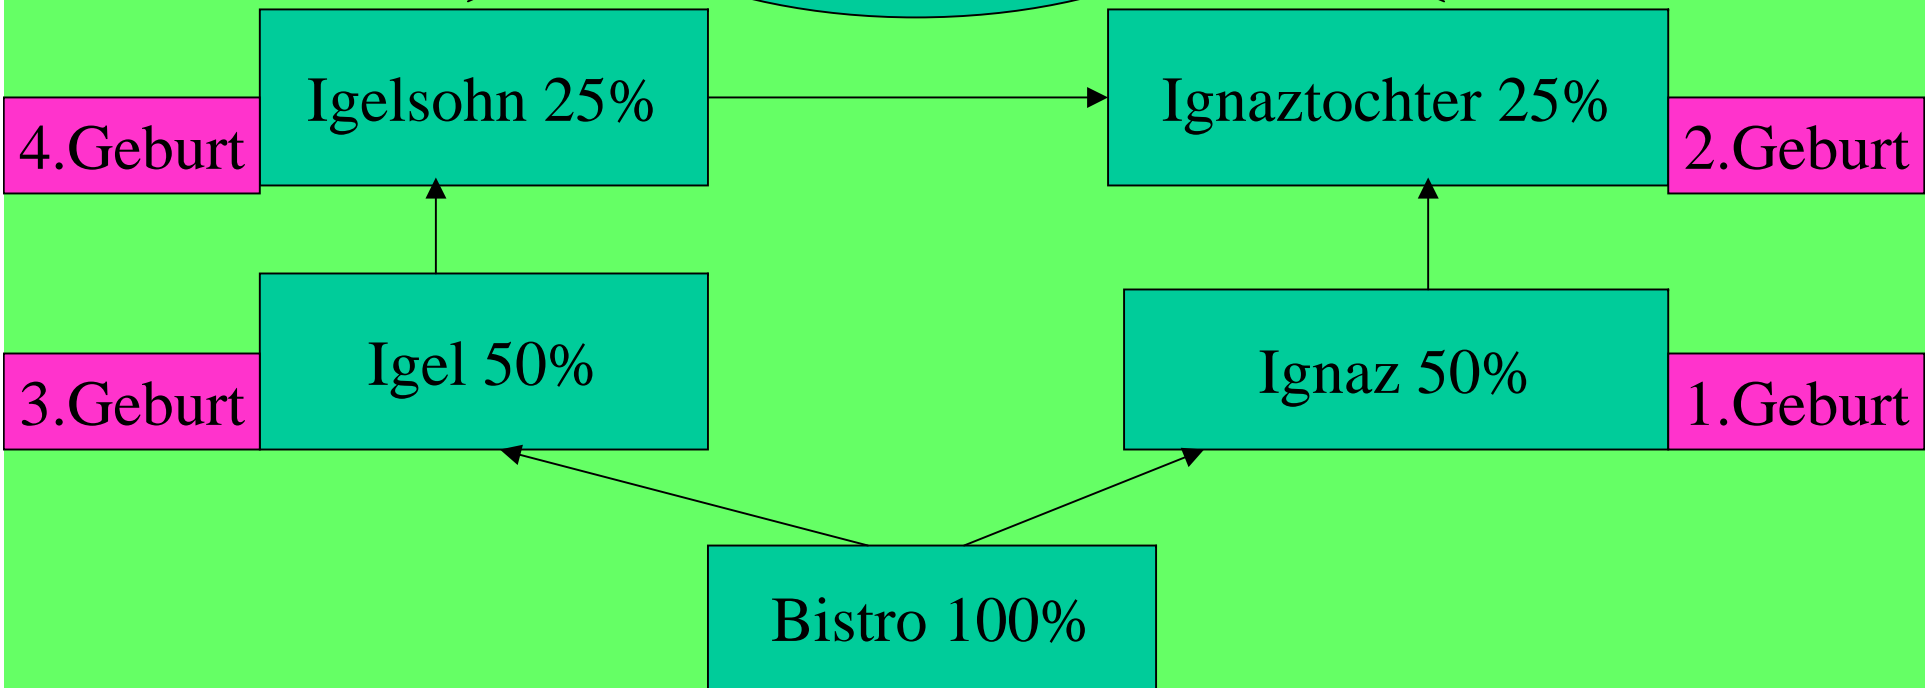 Igelsohn 25%
Ignaztochter 25%
4.Geburt
2.Geburt
Igel 50%
Ignaz 50%
3.Geburt
1.Geburt
Bistro 100%